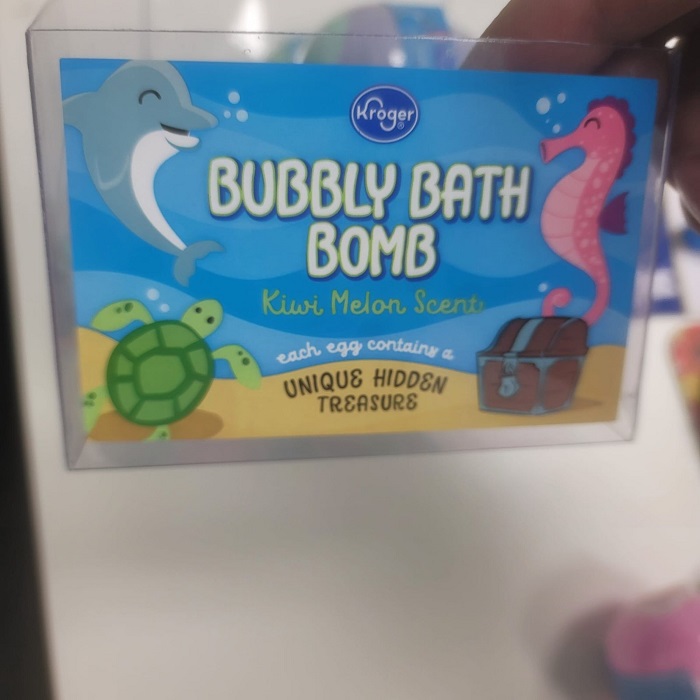 Kroger®
BUBBLY BATH
BOMB
Kiwi Melon Scent
each egg contains a
UNIQUE HIDDEN
TREASURE